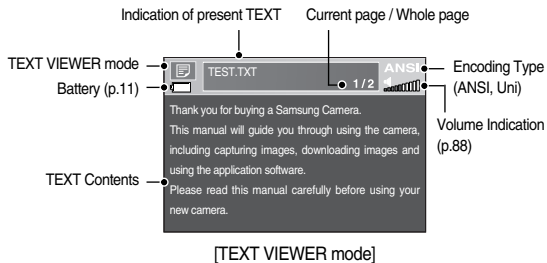 Indication of present TEXT
Current page / Whole page
TEXT VIEWER mode
Battery (p.11)
TEST.TXT
1 / 2
ANSI
Encoding Type
(ANSI, Uni)
Volume Indication
(p.88)
TEXT Contents
Thank you for buying a Samsung Camera.
This manual will guide you through using the camera,
including capturing images, downloading images and
using the application software.
Please read this manual carefully before using your
new camera.
[TEXT VIEWER mode]